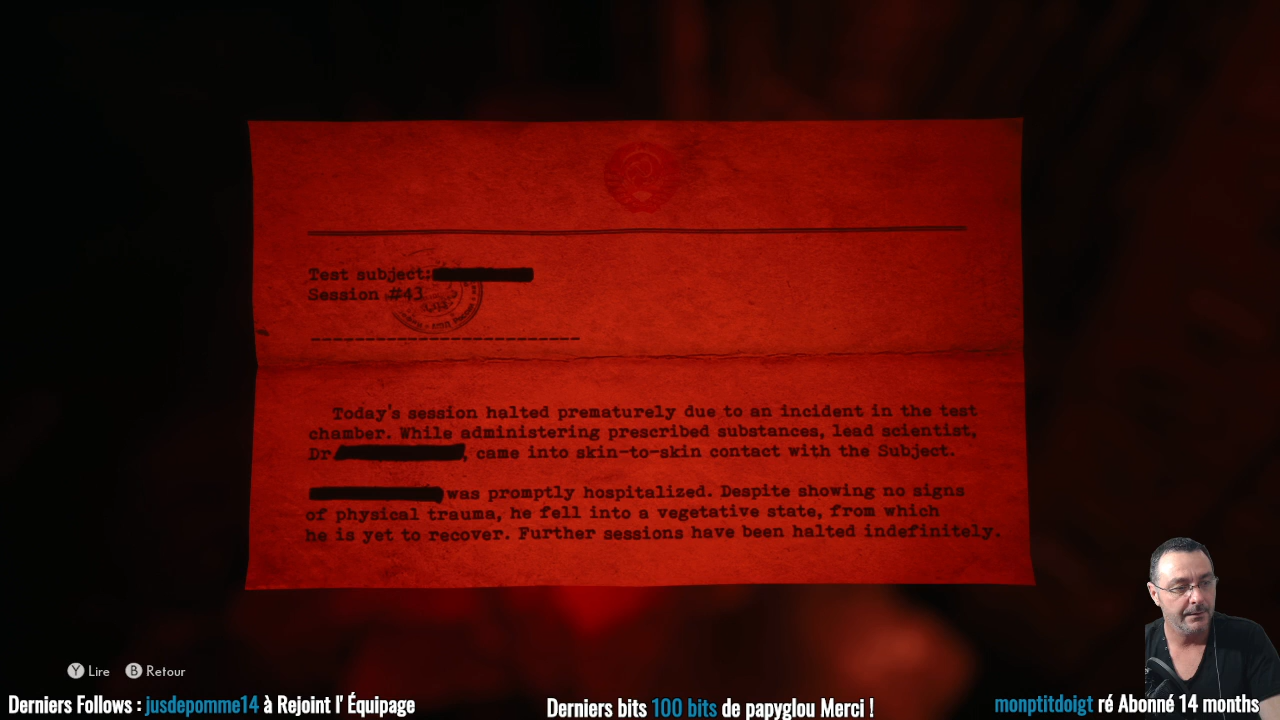 Test subject:
Session #43
Today's session halted prematurely due to an incident in the test
chamber. While administering prescribed substances, lead scientist,
Dr , came into skin-to-skin contact with the Subject.
was promptly hospitalized. Despite showing no signs
of physical trauma, he fell into a vegetative state, from which
he is yet to recover. Further sessions have been halted indefinitely.
Y Lire B Retour
Derniers Follows : jusdepomme14 à Rejoint l' Équipage
Derniers bits 100 bits de papyglou Merci !
monptitdoigt ré Abonné 14 months